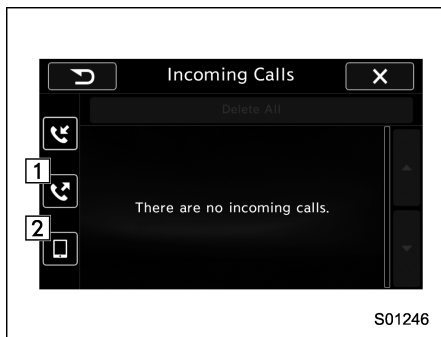 Incoming Calls
Delete All
1
There are no incoming calls.
2
S01246